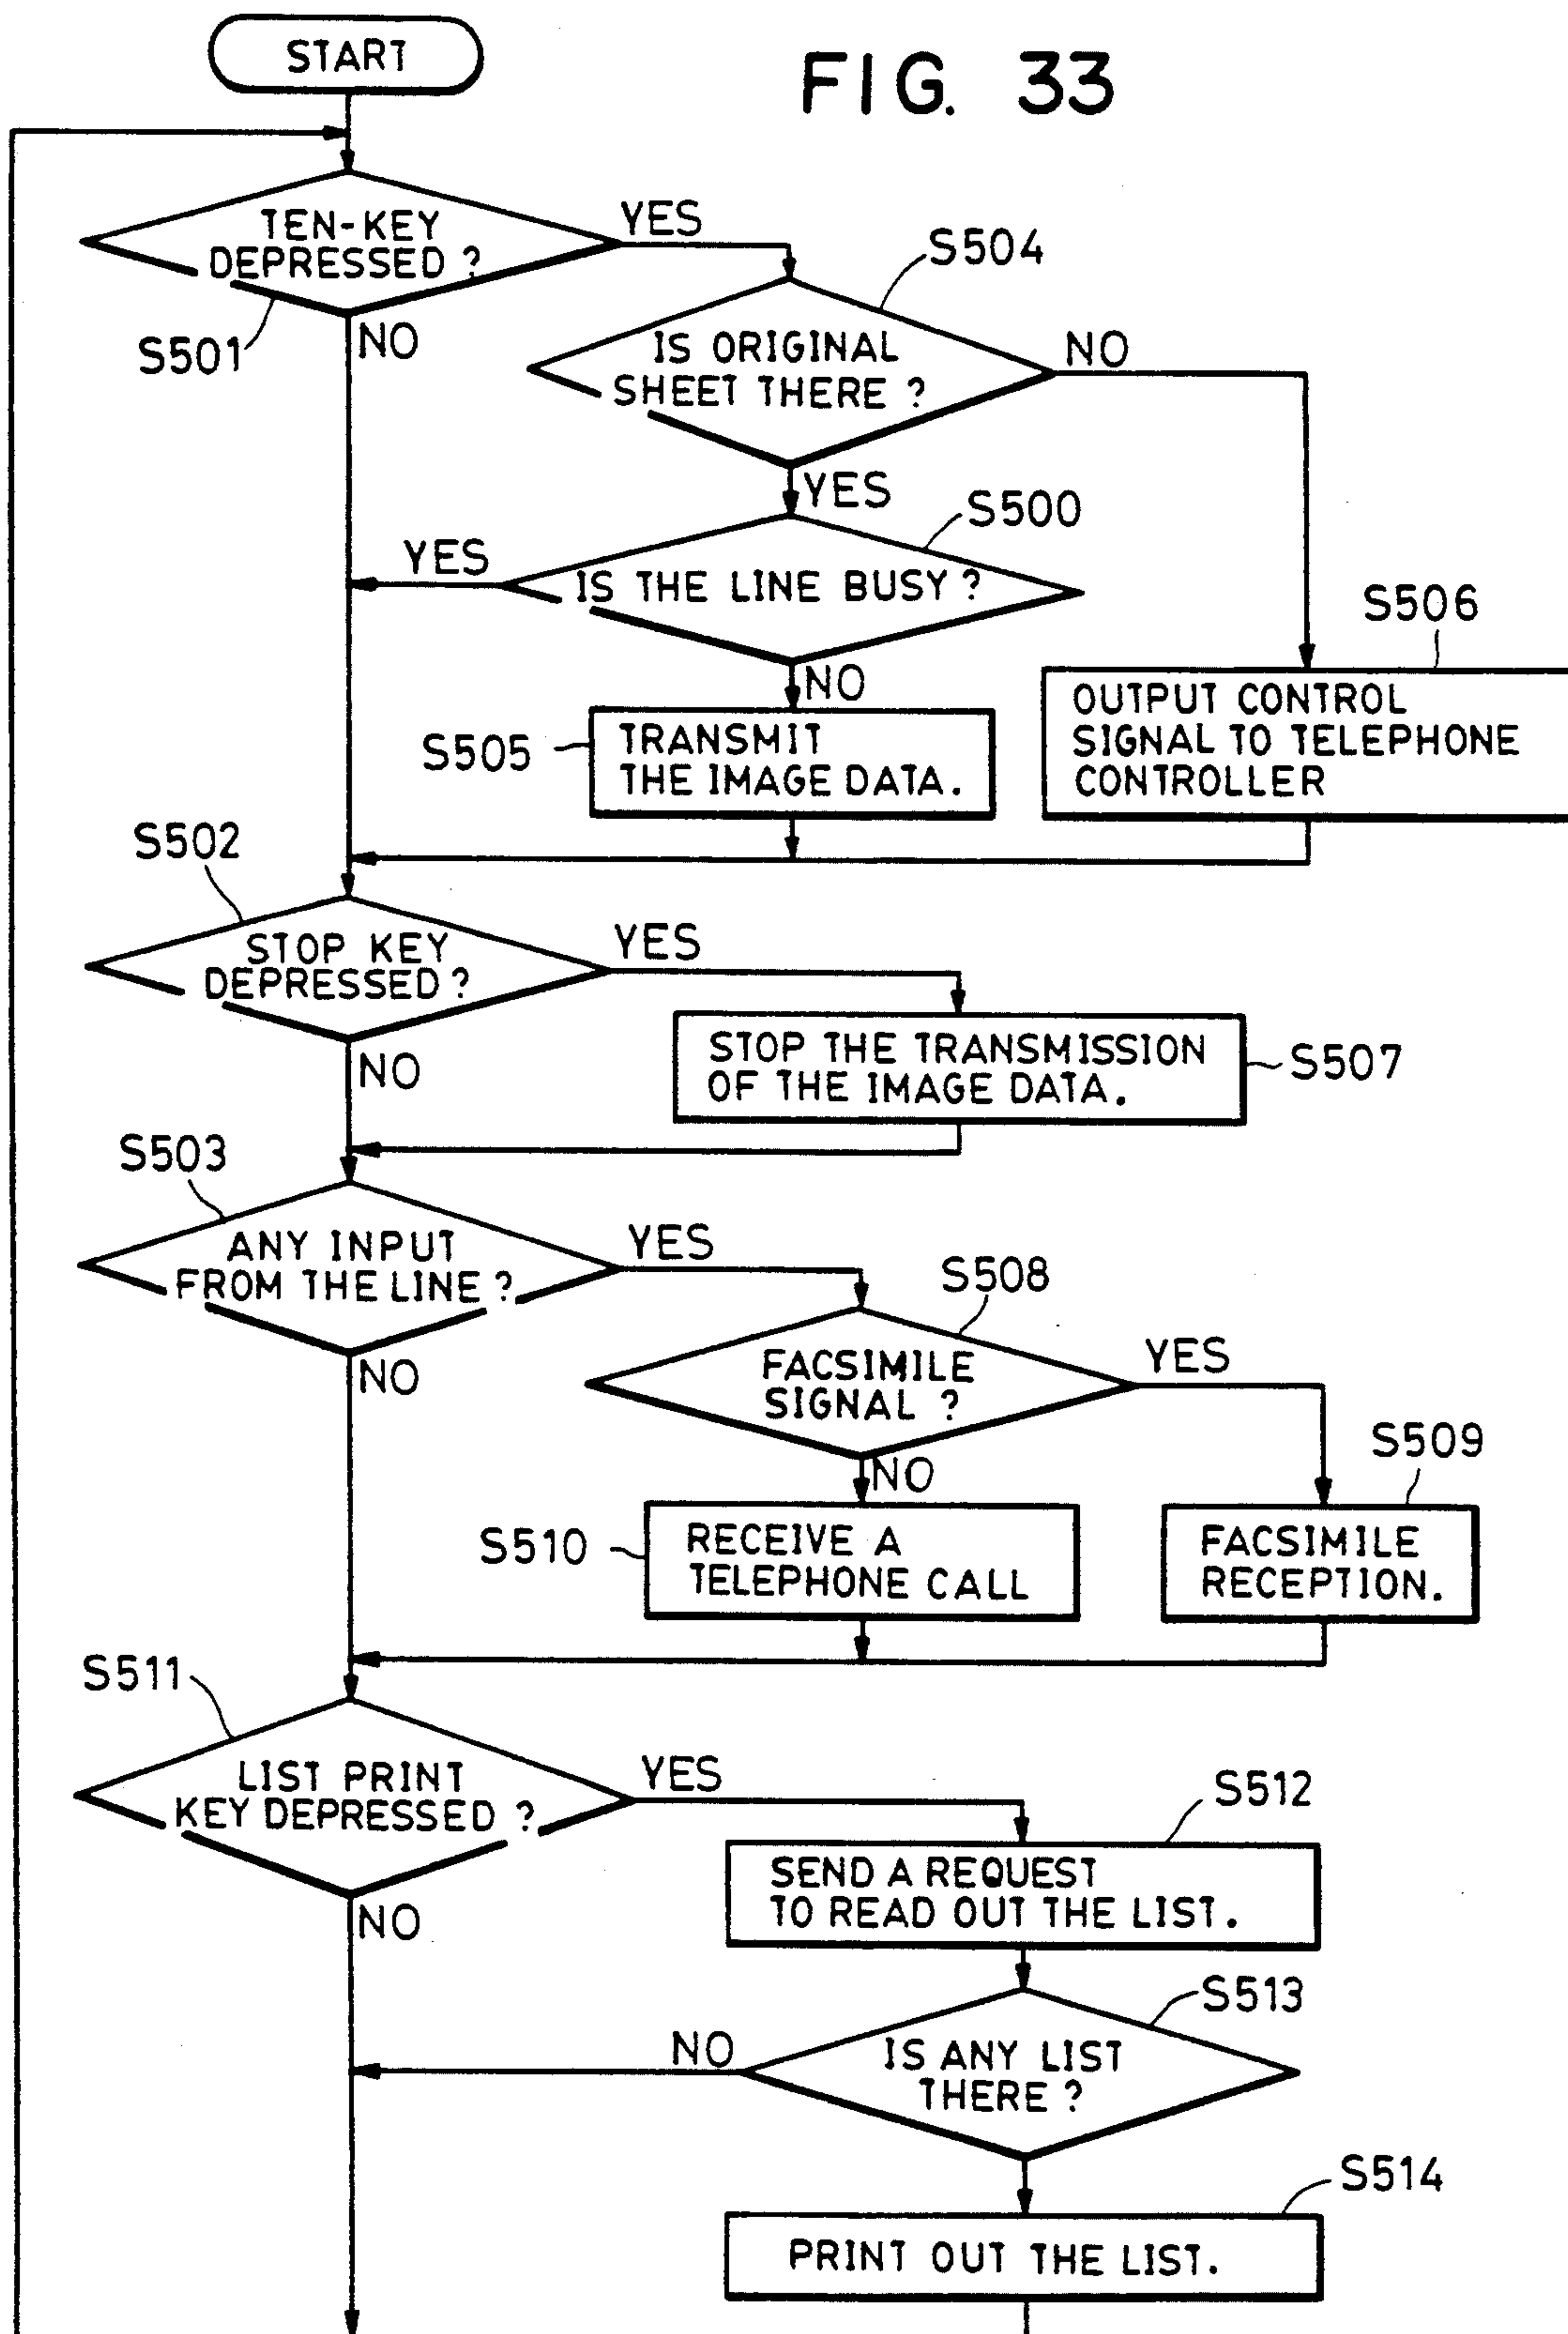 START
FIG. 33
TEN-KEY
DEPRESSED ?
YES
S501
NO
S504
IS ORIGINAL
SHEET THERE ?
NO
YES
S500
IS THE LINE BUSY ?
YES
NO
S505
TRANSMIT
THE IMAGE DATA.
S506
OUTPUT CONTROL
SIGNAL TO TELEPHONE
CONTROLLER
S502
STOP KEY
DEPRESSED ?
YES
NO
STOP THE TRANSMISSION
OF THE IMAGE DATA.
S507
S503
ANY INPUT
FROM THE LINE ?
YES
NO
S508
FACSIMILE
SIGNAL ?
YES
NO
S509
FACSIMILE
RECEPTION.
S510
RECEIVE A
TELEPHONE CALL
S511
LIST PRINT
KEY DEPRESSED ?
YES
NO
S512
SEND A REQUEST
TO READ OUT THE LIST.
S513
IS ANY LIST
THERE ?
NO
S514
PRINT OUT THE LIST.